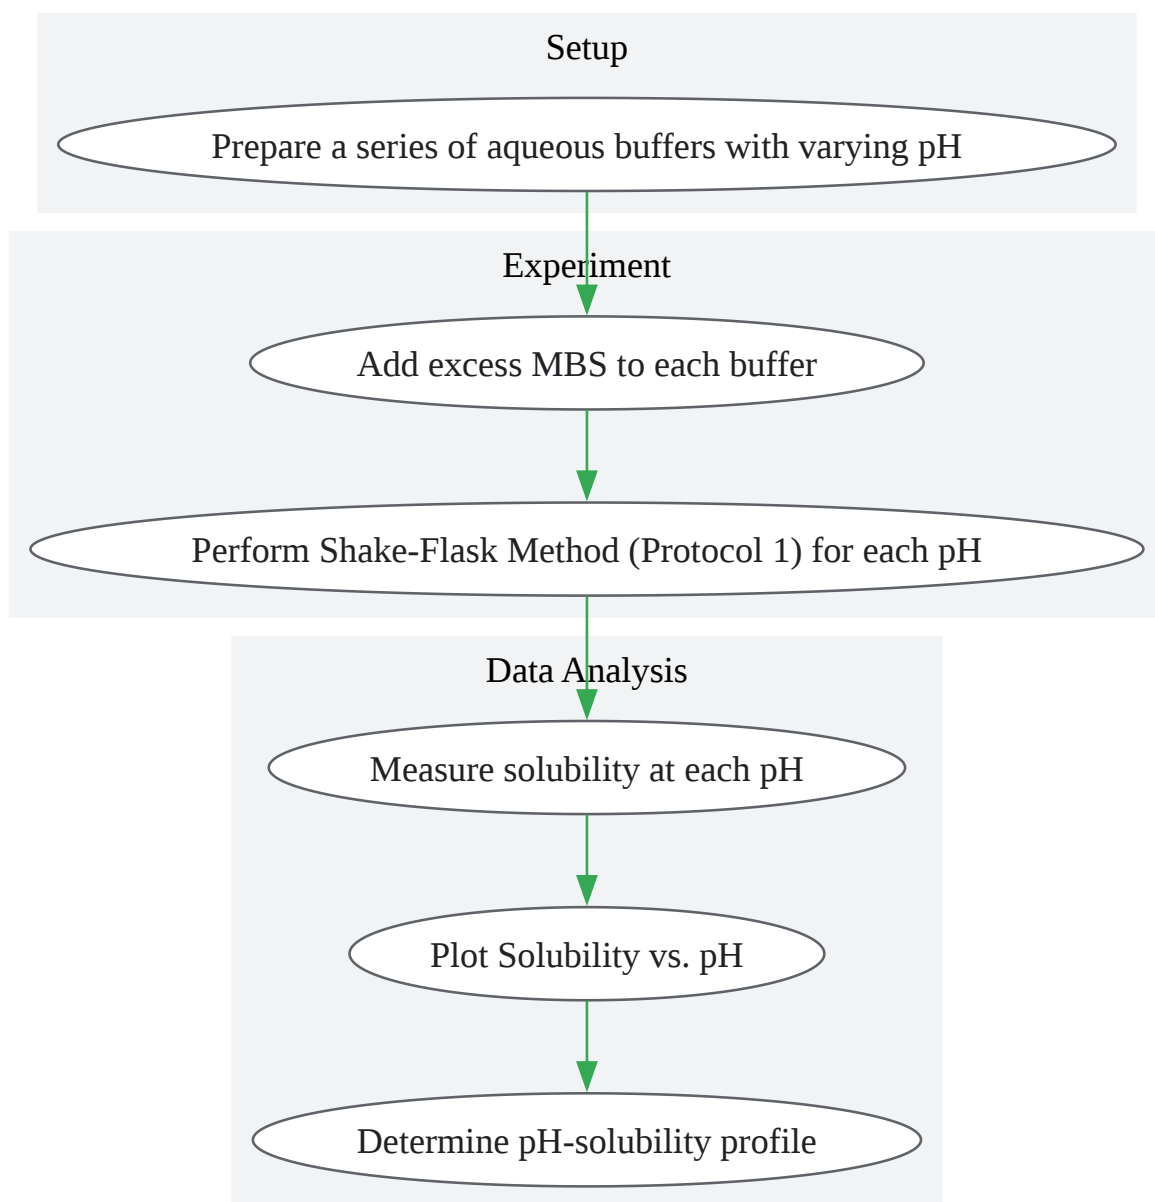 Setup
Prepare a series of aqueous buffers with varying pH
Experiment
Add excess MBS to each buffer
Perform Shake-Flask Method (Protocol 1) for each pH
Data Analysis
Measure solubility at each pH
Plot Solubility vs. pH
Determine pH-solubility profile